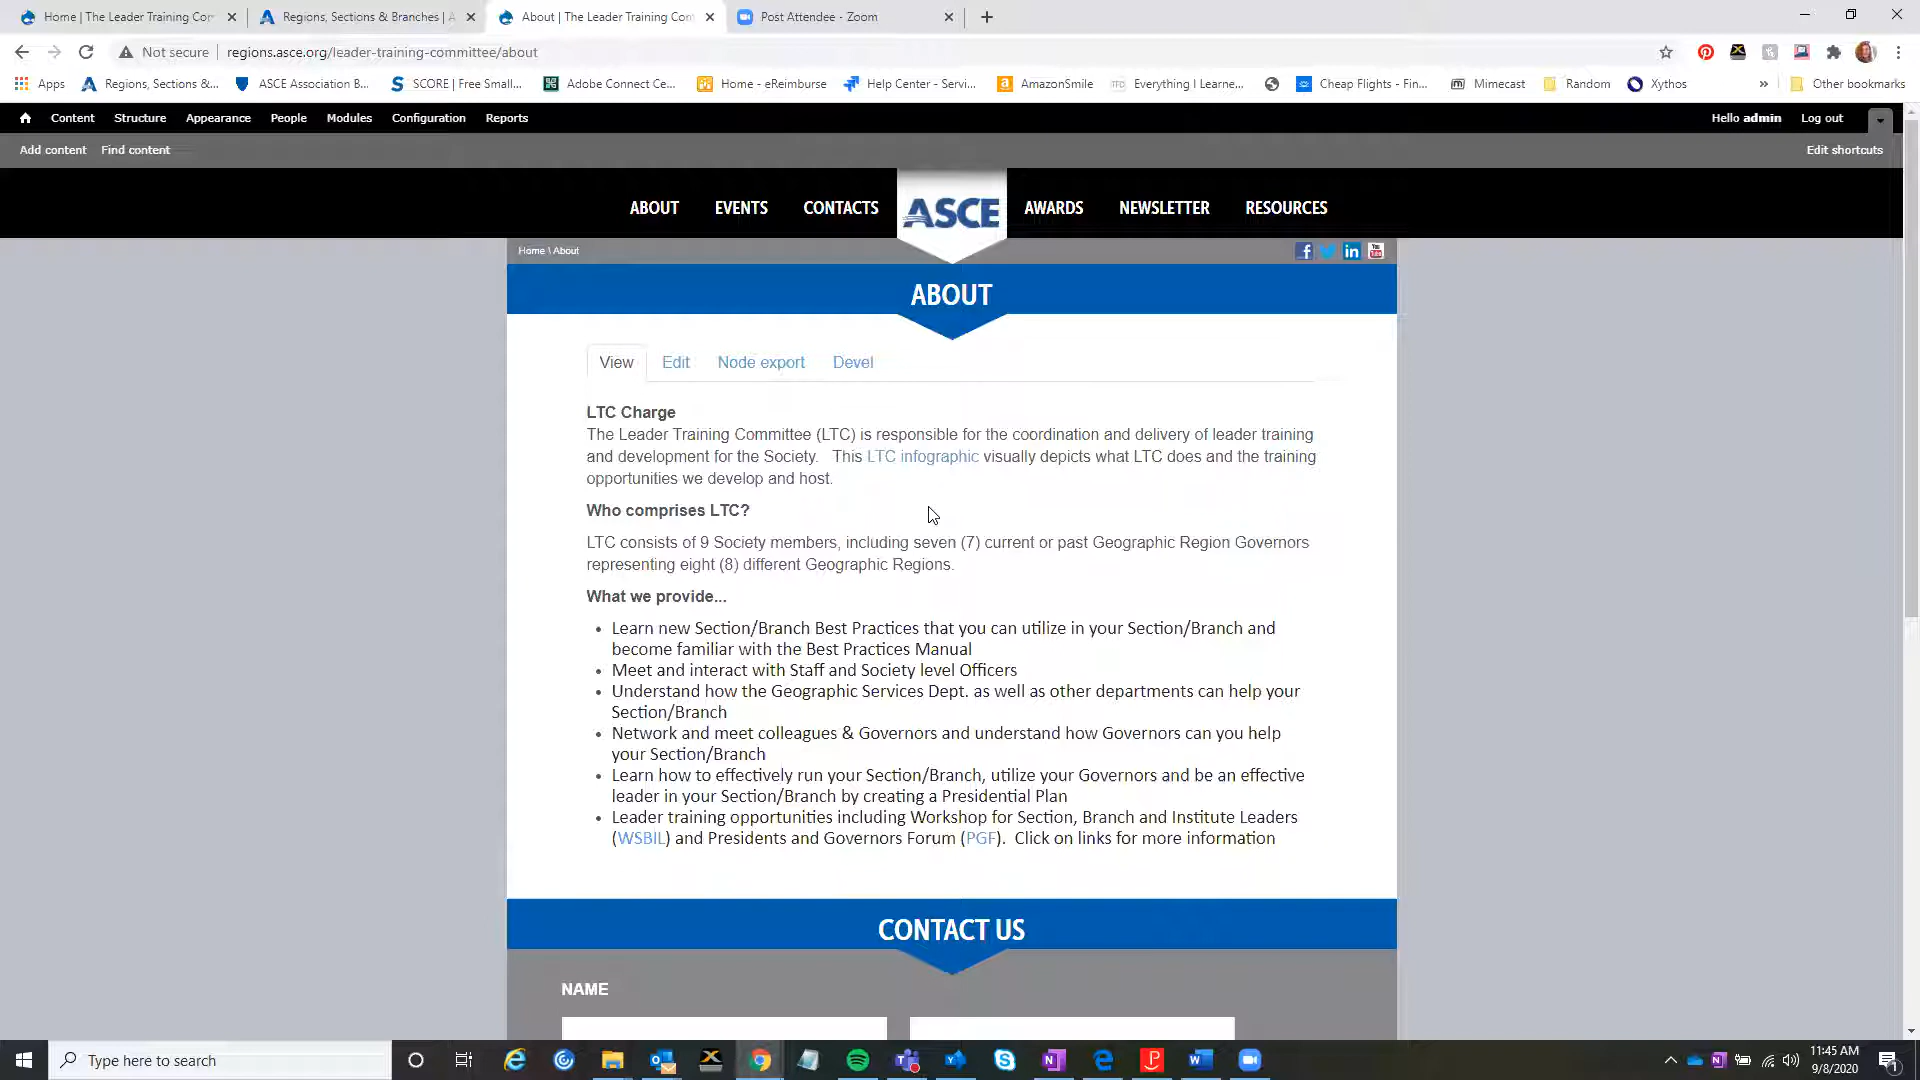 Home | The Leader Training Cor
Regions, Sections & Branches | A
About | The Leader Training Com
Post Attendee - Zoom
Not secure
regions.asce.org/leader-training-committee/about
Apps
Regions, Sections &...
ASCE Association B...
SCORE | Free Small...
Adobe Connect Ce...
Home - eReimburse
Help Center - Servi...
AmazonSmile
Everything I Learne...
Cheap Flights - Fin...
Mimecast
Random
Xythos
»
Other bookmarks
Content
Structure
Appearance
People
Modules
Configuration
Reports
Hello admin
Log out
Add content
Find content
Edit shortcuts
ABOUT
EVENTS
CONTACTS
ASCE
AWARDS
NEWSLETTER
RESOURCES
Home \ About
ABOUT
View
Edit
Node export
Devel
LTC Charge
The Leader Training Committee (LTC) is responsible for the coordination and delivery of leader training
and development for the Society. This LTC infographic visually depicts what LTC does and the training
opportunities we develop and host.
Who comprises LTC?
LTC consists of 9 Society members, including seven (7) current or past Geographic Region Governors
representing eight (8) different Geographic Regions.
What we provide...
• Learn new Section/Branch Best Practices that you can utilize in your Section/Branch and
become familiar with the Best Practices Manual
• Meet and interact with Staff and Society level Officers
• Understand how the Geographic Services Dept. as well as other departments can help your
Section/Branch
• Network and meet colleagues & Governors and understand how Governors can you help
your Section/Branch
• Learn how to effectively run your Section/Branch, utilize your Governors and be an effective
leader in your Section/Branch by creating a Presidential Plan
• Leader training opportunities including Workshop for Section, Branch and Institute Leaders
(WSBIL) and Presidents and Governors Forum (PGF). Click on links for more information
CONTACT US
NAME
Type here to search
11:45 AM
9/8/2020